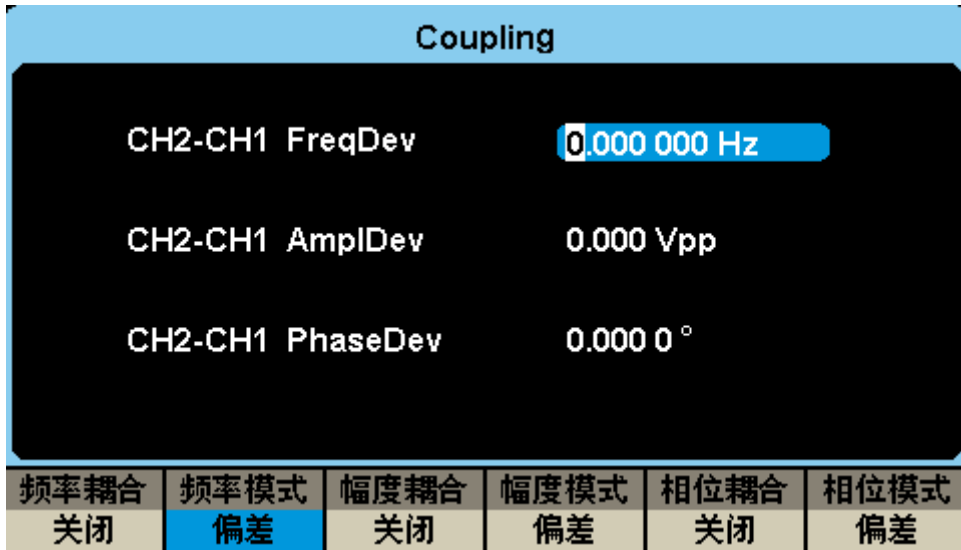 Coupling
CH2-CH1 FreqDev 0.000 000 Hz
CH2-CH1 AmplDev 0.000 Vpp
CH2-CH1 PhaseDev 0.000 0 °
频率耦合 频率模式 幅度耦合 幅度模式 相位耦合 相位模式
关闭 偏差 关闭 偏差 关闭 偏差